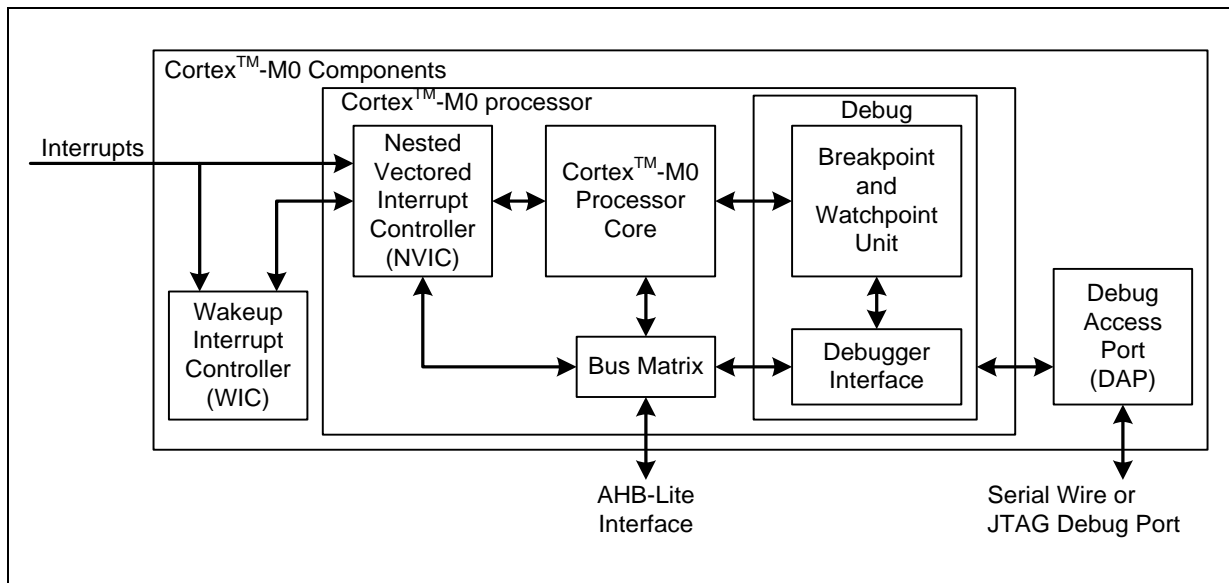 Cortex™-M0 Components
Cortex™-M0 processor
Debug
Interrupts
Nested
Vectored
Interrupt
Controller
(NVIC)
Cortex™-M0
Processor
Core
Breakpoint
and
Watchpoint
Unit
Wakeup
Interrupt
Controller
(WIC)
Bus Matrix
Debugger
Interface
Debug
Access
Port
(DAP)
AHB-Lite
Interface
Serial Wire or
JTAG Debug Port